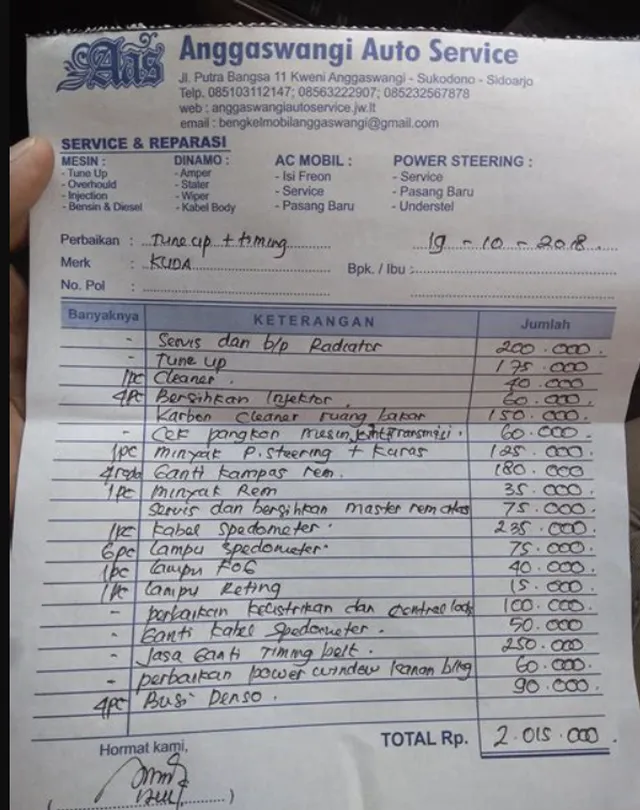 Aas
Anggaswangi Auto Service
Jl. Putra Bangsa 11 Kweni Anggaswangi - Sukodono - Sidoarjo
Telp. 085103112147; 08563222907; 085232567878
web : anggaswangiautoservice.jw.lt
email : bengkelmobilanggaswangi@gmail.com
SERVICE & REPARASI
MESIN : DINAMO : AC MOBIL : POWER STEERING :
- Tune Up - Amper - Isi Freon - Service
- Overhould - Stater - Service - Pasang Baru
- Injection - Wiper - Pasang Baru - Understel
- Bensin & Diesel - Kabel Body
Perbaikan : Tune up + timing 19 - 10 - 2018
Merk : KUDA Bpk. / Ibu :
No. Pol :
Banyaknya KETERANGAN Jumlah
- Servis dan b/p Radiator 200.000
- Tune up 175.000
1pc Cleaner . 40.000
4pc Bersihkan Injektor . 60.000
Karbon Cleaner ruang bakar 150.000
- Cek pangkon mesin, Transmisi . 60.000
1pc minyak P.steering + Kuras 125.000
4roda Ganti kampas rem . 180.000
1pc minyak Rem 35.000
Servis dan bersihkan master rem atas 75.000
1pc kabel spedometer . 235.000
6pc lampu spedometer . 75.000
1pc lampu FOG 40.000
1pc lampu Reting 15.000
- perbaikan kelistrikan dan central lock 100.000
- Ganti kabel spedometer . 50.000
- Jasa Ganti Timing belt . 250.000
- perbaikan power window kanan blkg 60.000
4pc Busi Denso . 90.000
TOTAL Rp. 2.015.000
Hormat kami,